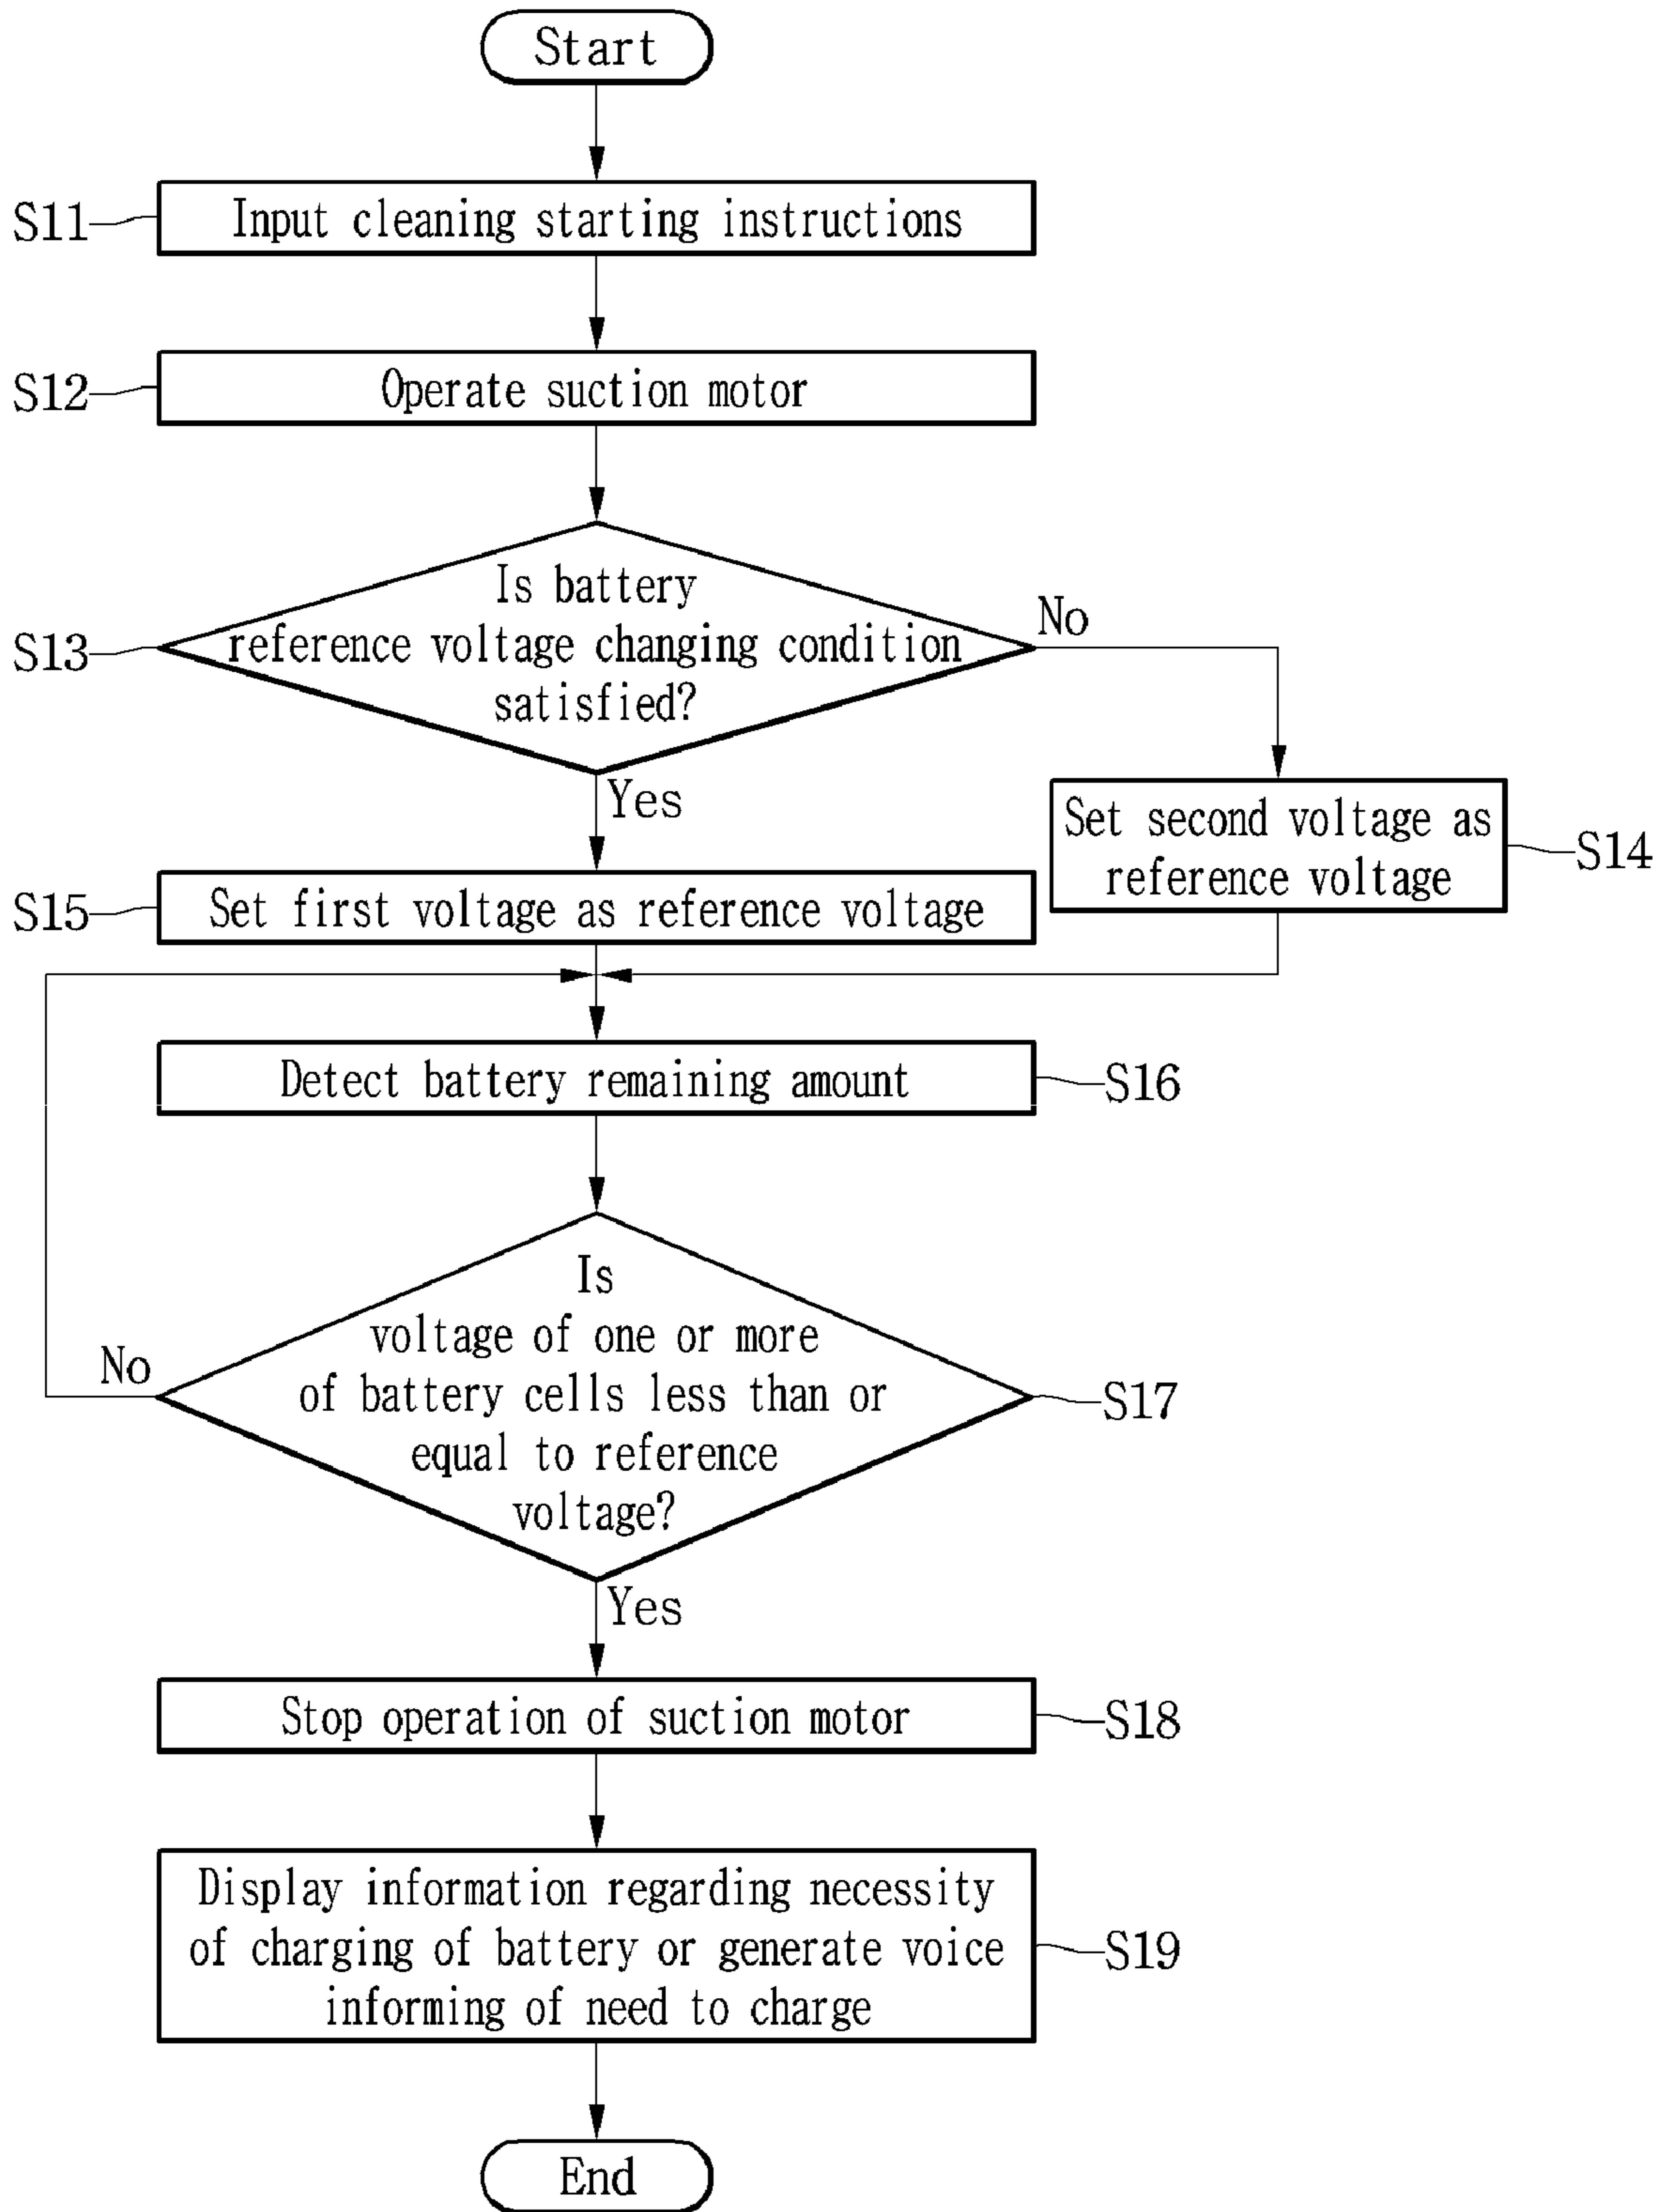 Start
S11
Input cleaning starting instructions
S12
Operate suction motor
S13
Is battery
reference voltage changing condition
satisfied?
No
Yes
Set second voltage as
reference voltage
S14
S15
Set first voltage as reference voltage
Detect battery remaining amount
S16
Is
voltage of one or more
of battery cells less than or
equal to reference
voltage?
No
S17
Yes
Stop operation of suction motor
S18
Display information regarding necessity
of charging of battery or generate voice
informing of need to charge
S19
End